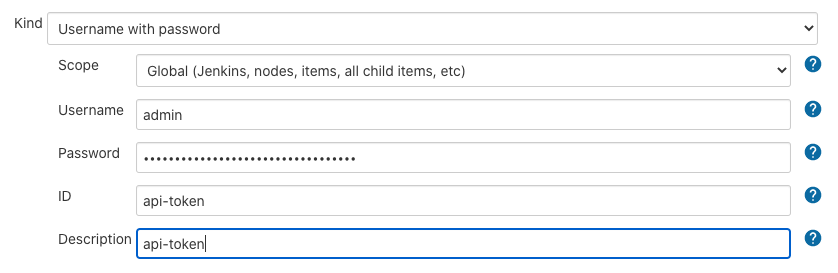 Kind Username with password
Scope Global (Jenkins, nodes, items, all child items, etc) ?
Username admin ?
Password •••••••••••••••••••••••••••••••••• ?
ID api-token ?
Description api-token ?